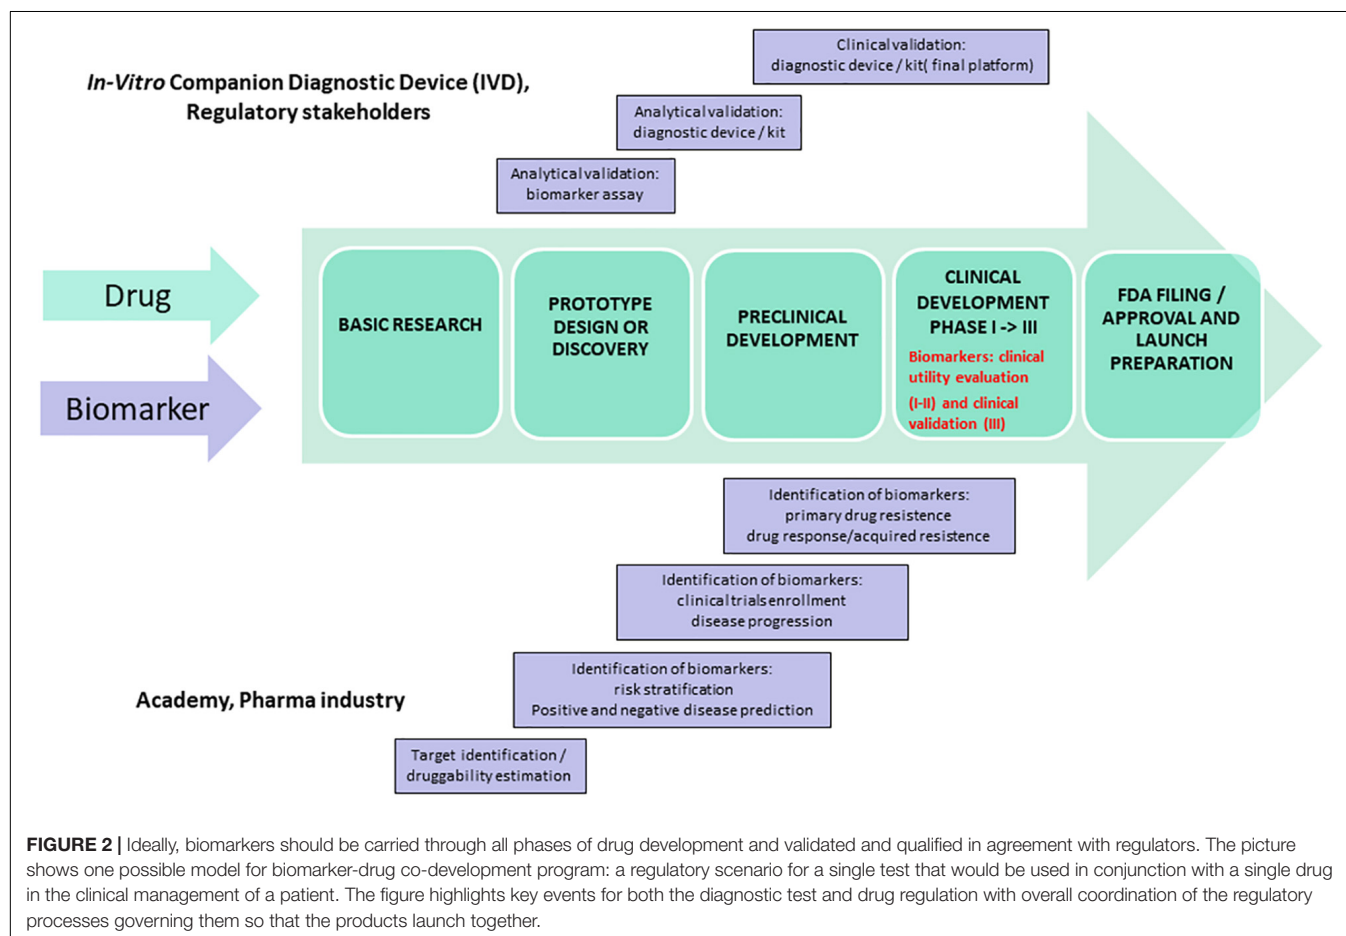 Clinical validation:
diagnostic device / kit( final platform)
In-Vitro Companion Diagnostic Device (IVD),
Regulatory stakeholders
Analytical validation:
diagnostic device / kit
Analytical validation:
biomarker assay
Drug
Biomarker
BASIC RESEARCH
PROTOTYPE
DESIGN OR
DISCOVERY
PRECLINICAL
DEVELOPMENT
CLINICAL
DEVELOPMENT
PHASE I -> III
Biomarkers: clinical
utility evaluation
(I-II) and clinical
validation (III)
FDA FILING /
APPROVAL AND
LAUNCH
PREPARATION
Identification of biomarkers:
primary drug resistence
drug response/acquired resistence
Identification of biomarkers:
clinical trials enrollment
disease progression
Identification of biomarkers:
risk stratification
Positive and negative disease prediction
Academy, Pharma industry
Target identification /
druggability estimation
FIGURE 2 | Ideally, biomarkers should be carried through all phases of drug development and validated and qualified in agreement with regulators. The picture
shows one possible model for biomarker-drug co-development program: a regulatory scenario for a single test that would be used in conjunction with a single drug
in the clinical management of a patient. The figure highlights key events for both the diagnostic test and drug regulation with overall coordination of the regulatory
processes governing them so that the products launch together.